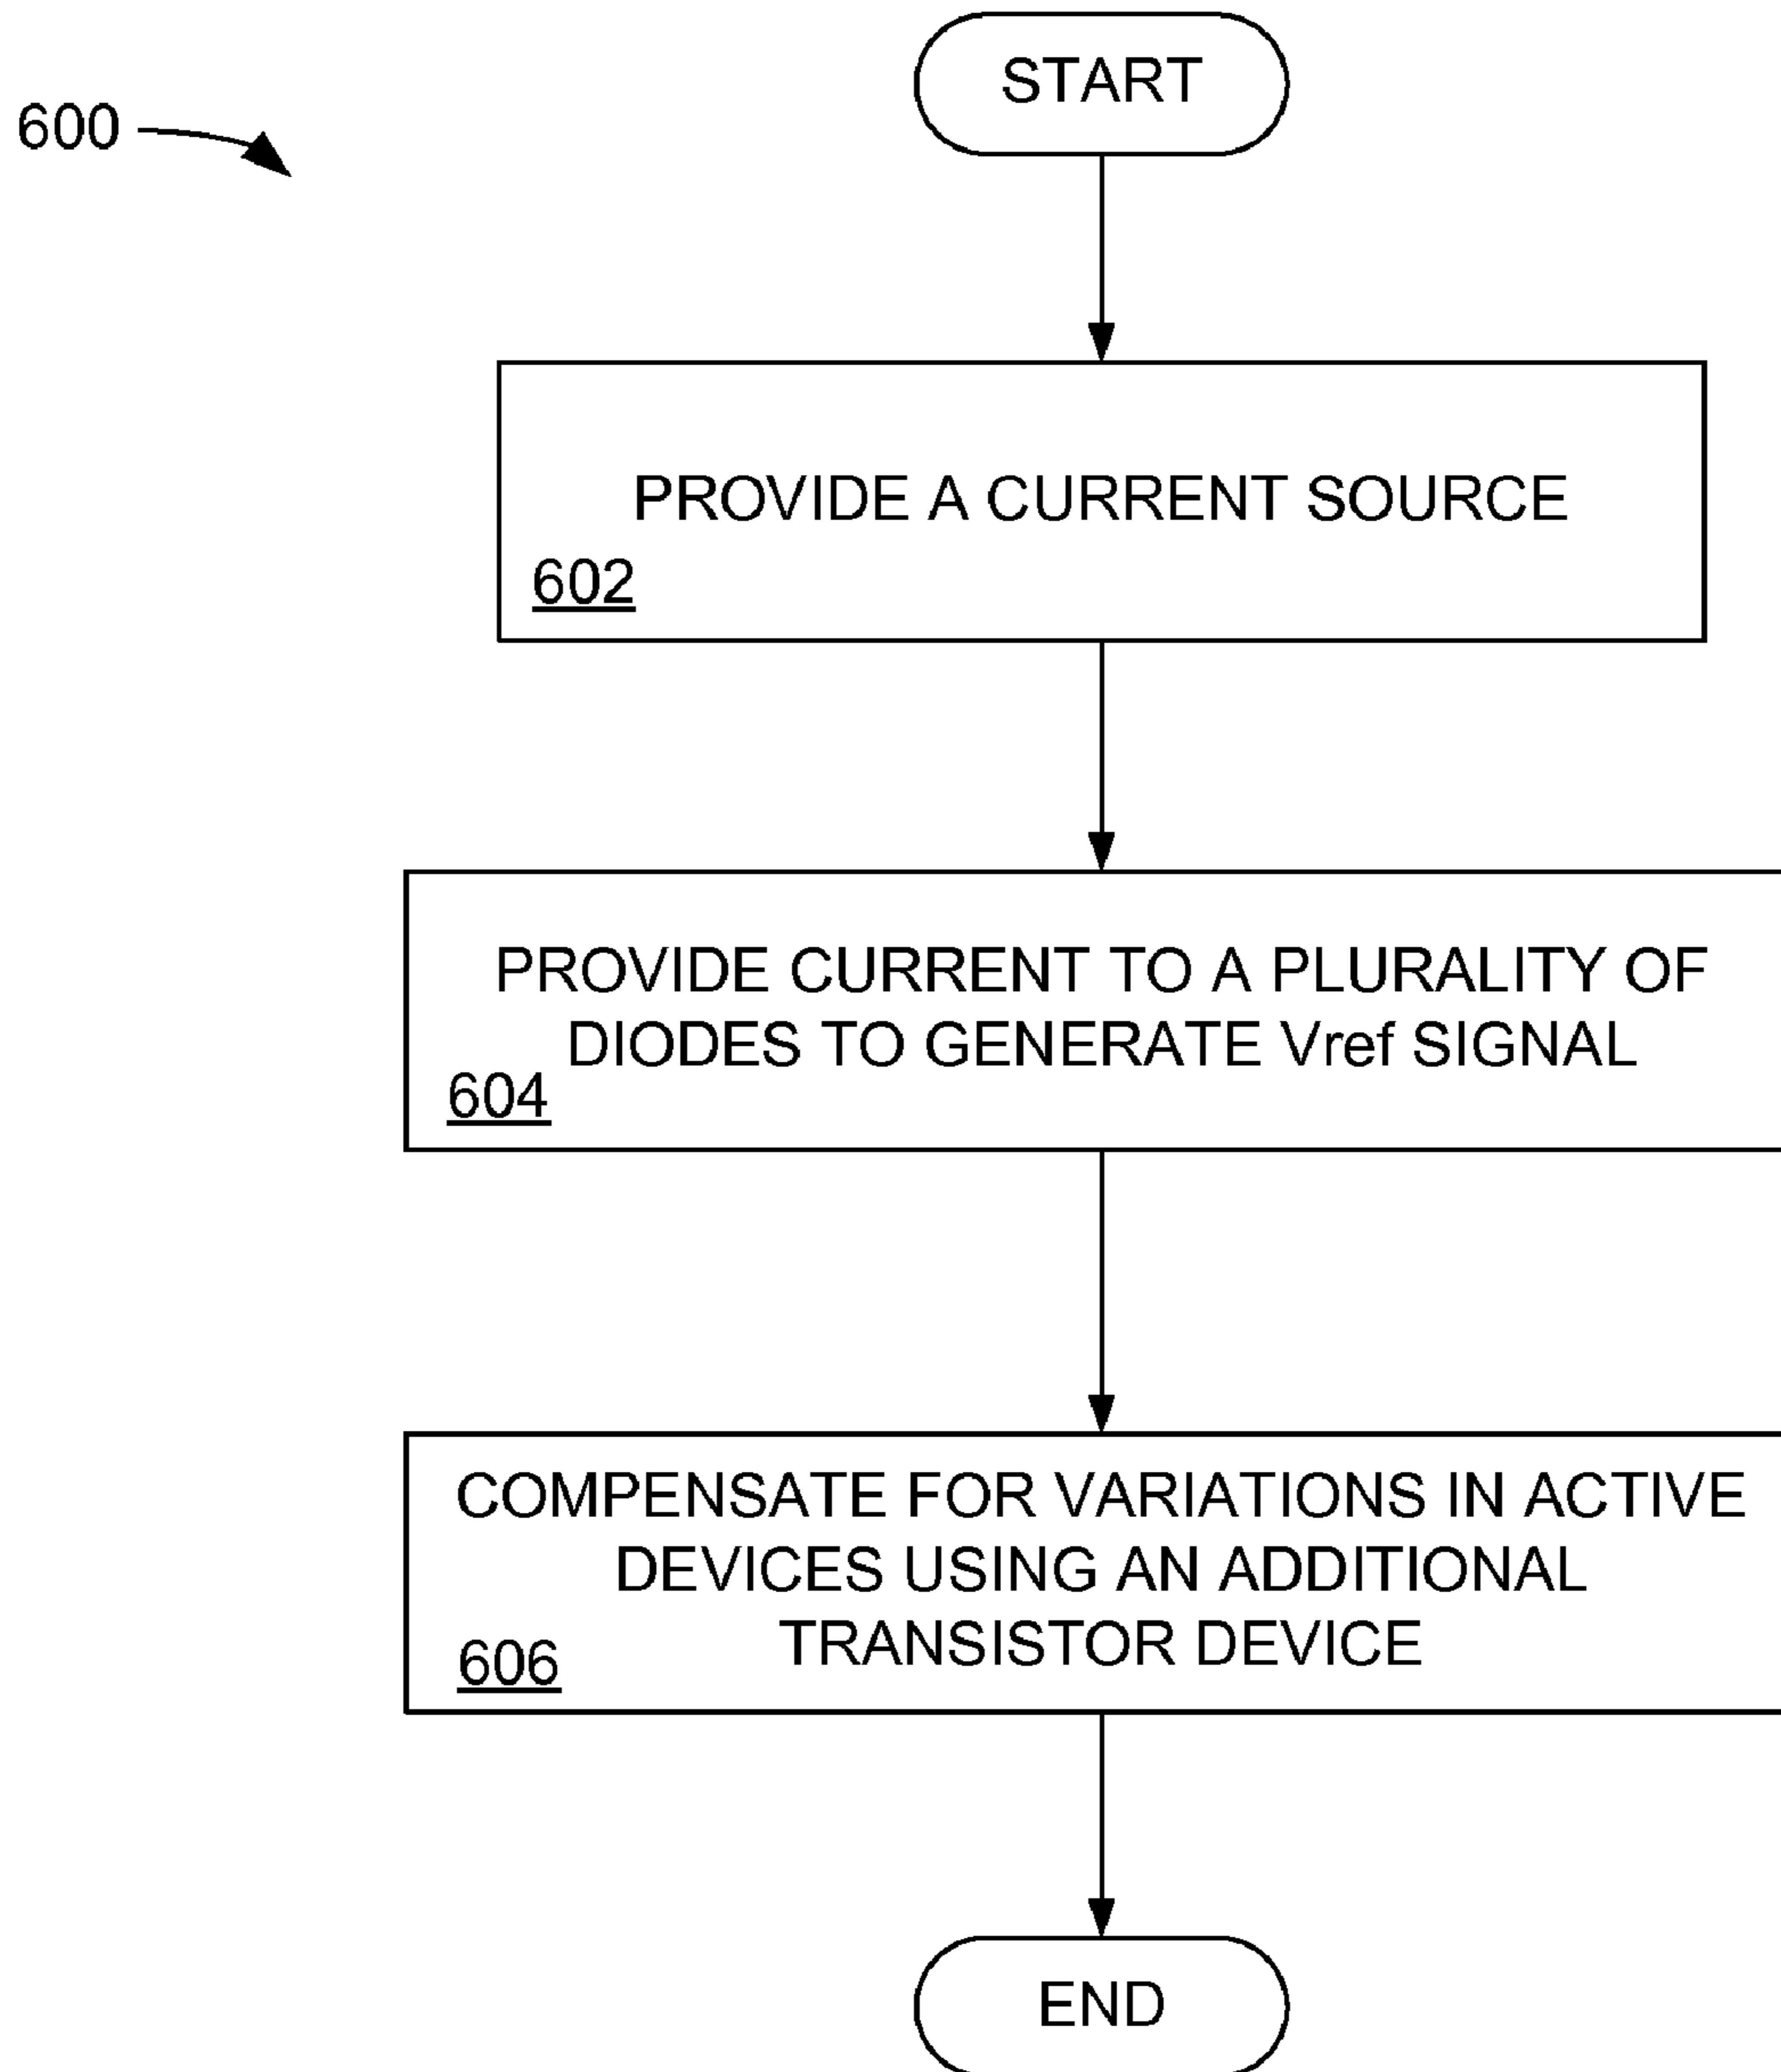 START
600
PROVIDE A CURRENT SOURCE
602
PROVIDE CURRENT TO A PLURALITY OF
DIODES TO GENERATE Vref SIGNAL
604
COMPENSATE FOR VARIATIONS IN ACTIVE
DEVICES USING AN ADDITIONAL
TRANSISTOR DEVICE
606
END